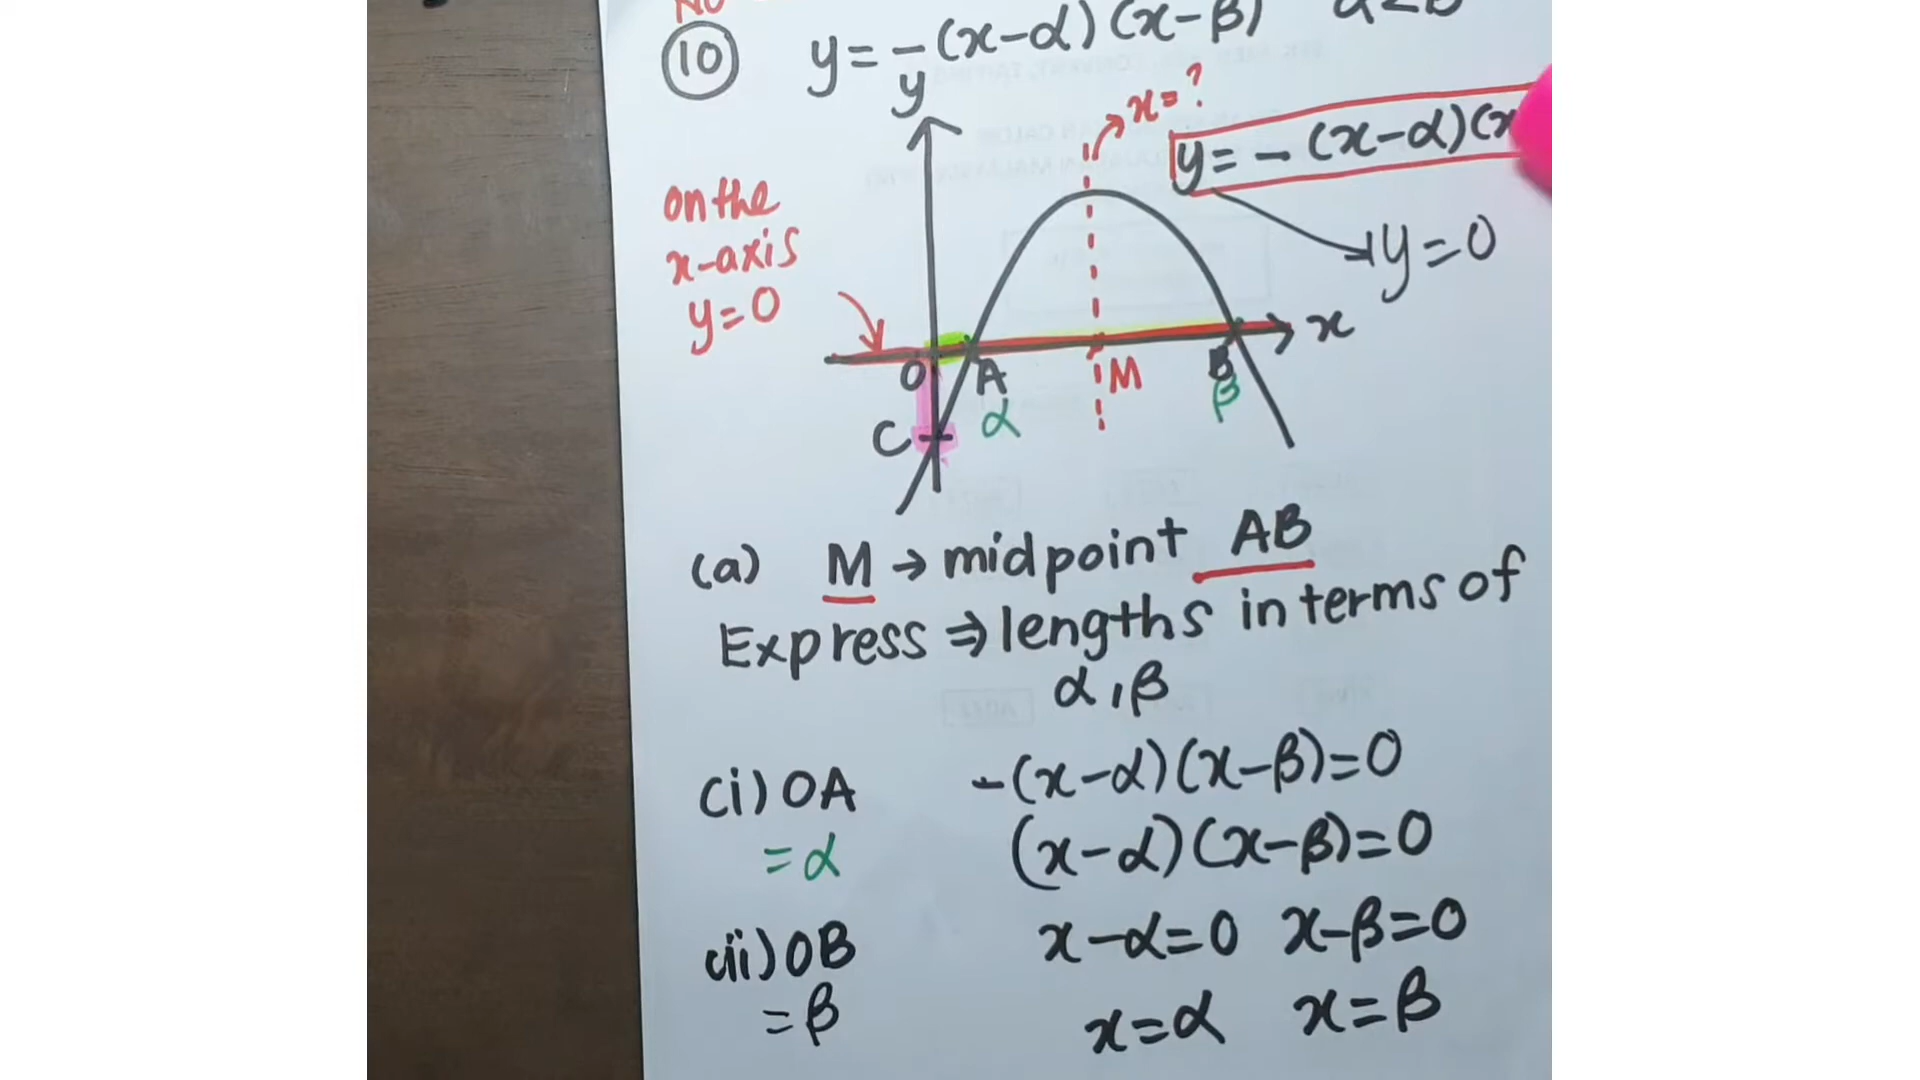 No
10 y = -(x-α)(x-β) α<β
y
x=?
y = -(x-α)(x
on the
x-axis
y=0
y=0
x
O A M B
α β
C
(a) M → midpoint AB
Express ⇒ lengths in terms of
α, β
(i) OA -(x-α)(x-β)=0
=α (x-α)(x-β)=0
(ii) OB x-α=0 x-β=0
=β x=α x=β